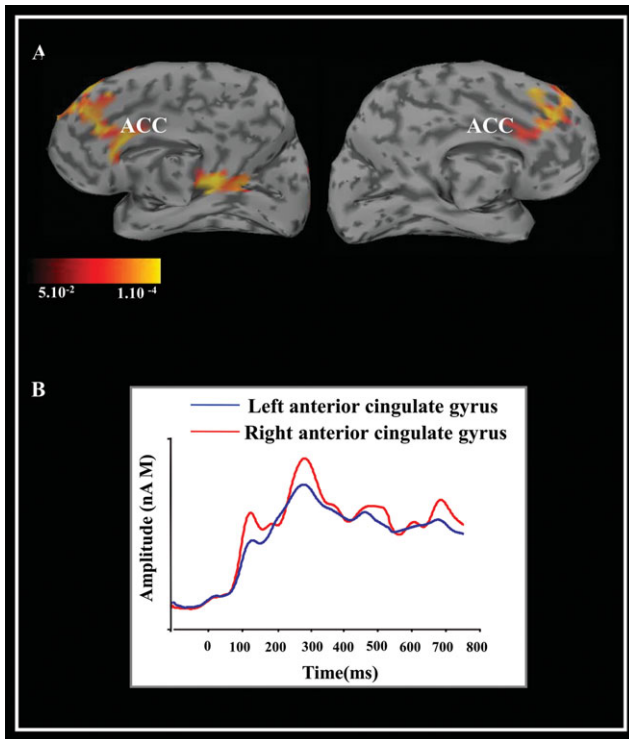 A
ACC ACC
5.10⁻² 1.10⁻⁴
B
Left anterior cingulate gyrus
Right anterior cingulate gyrus
Amplitude (nA M)
0 100 200 300 400 500 600 700 800
Time(ms)